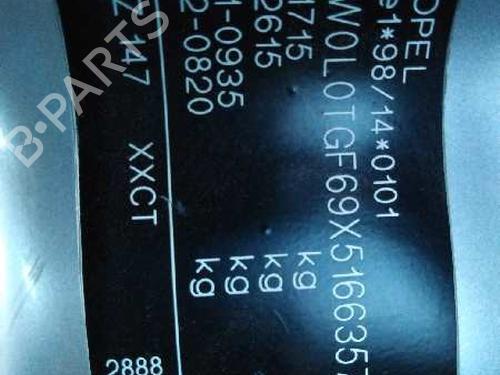 OPEL
e1*98/14*0101
W0L0TGF69X516635
1715 kg
2615 kg
1-0935 kg
2-0820 kg
Z 147 XXCT
2888
B-PARTS